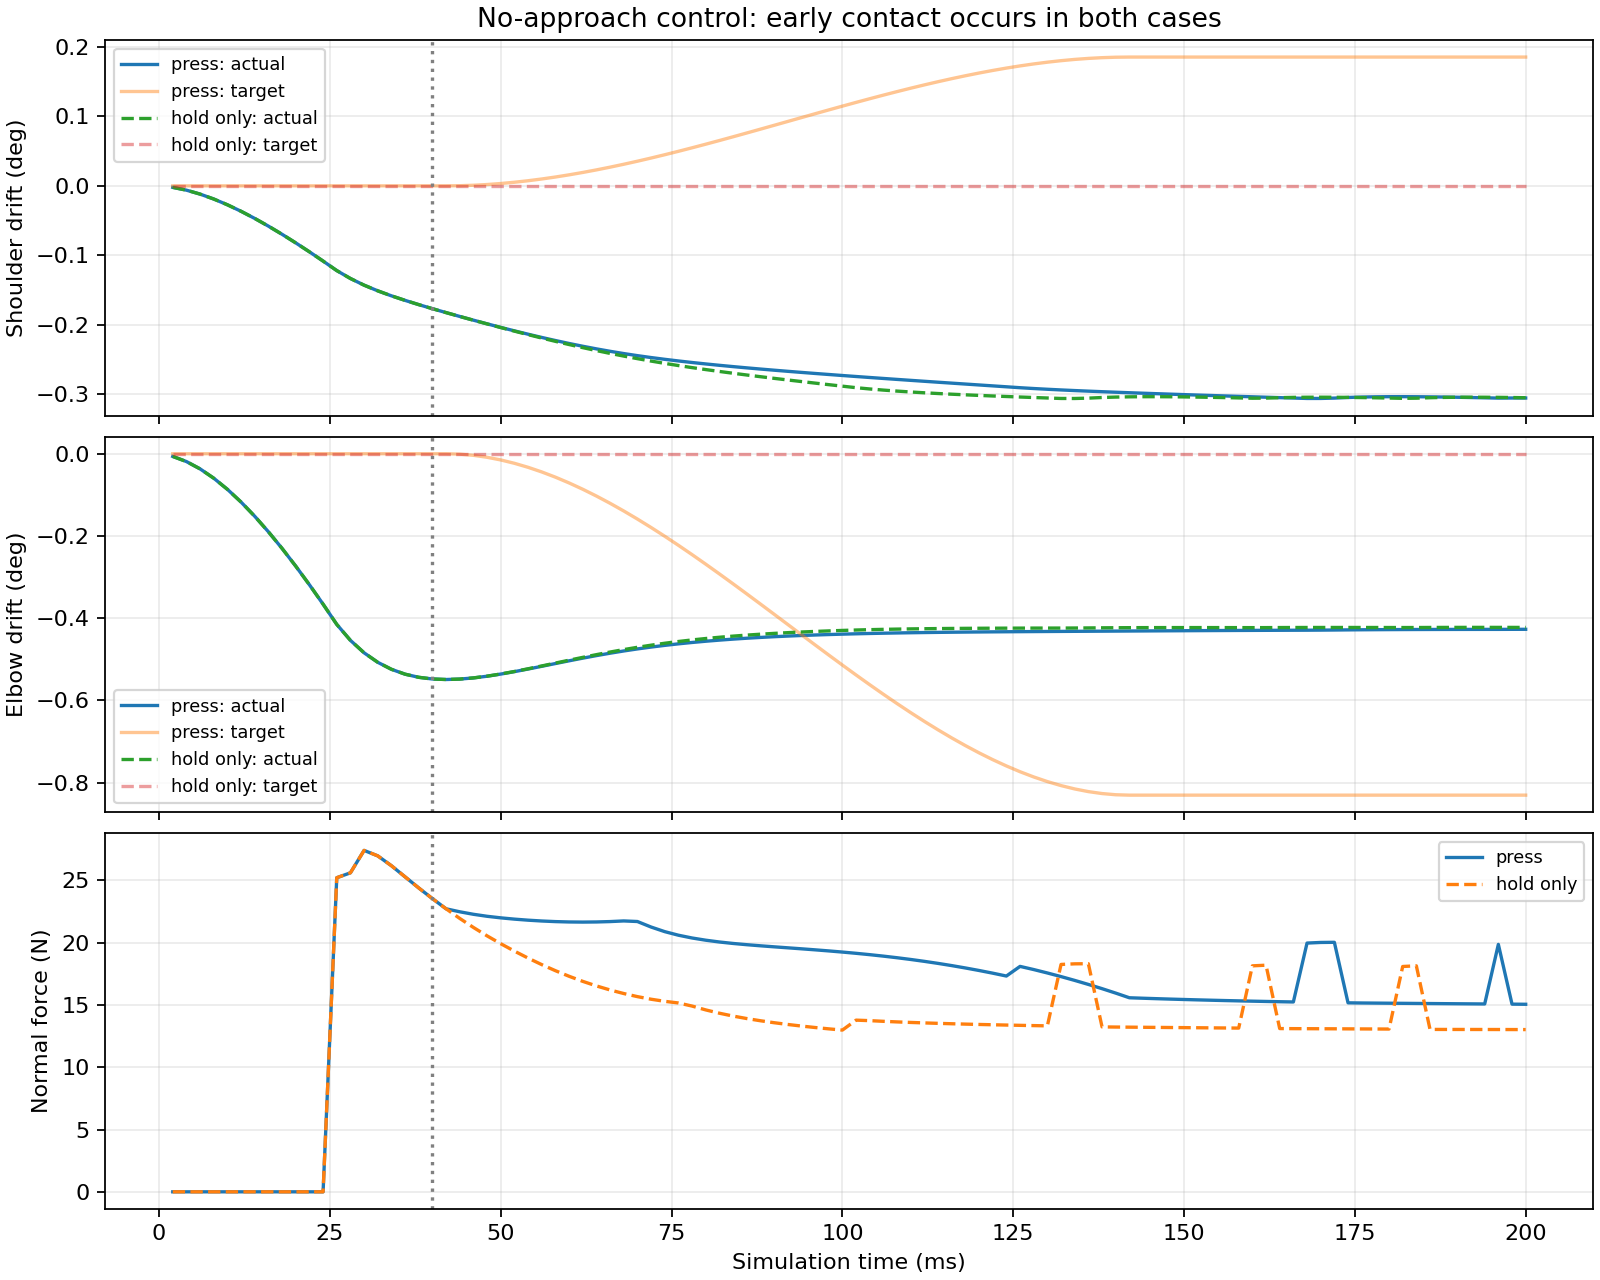 No-approach control: early contact occurs in both cases
Shoulder drift (deg)
0.2
0.1
0.0
−0.1
−0.2
−0.3
press: actual
press: target
hold only: actual
hold only: target
Elbow drift (deg)
0.0
−0.2
−0.4
−0.6
−0.8
press: actual
press: target
hold only: actual
hold only: target
Normal force (N)
25
20
15
10
5
0
press
hold only
0 25 50 75 100 125 150 175 200
Simulation time (ms)